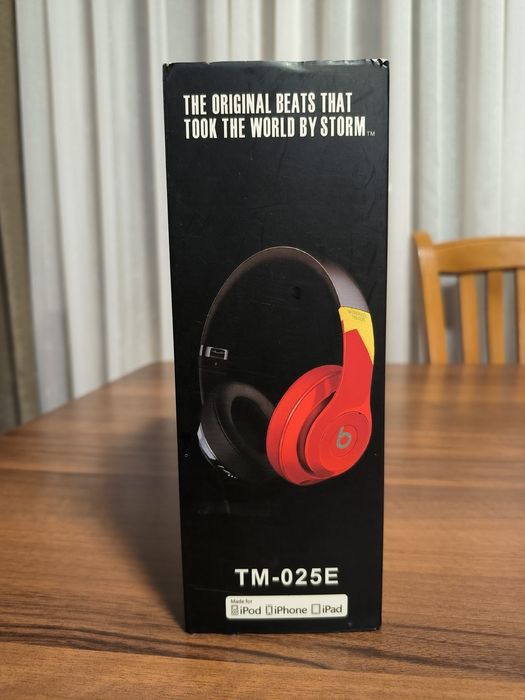 THE ORIGINAL BEATS THAT
TOOK THE WORLD BY STORM™
b
TM-025E
Made for
iPod iPhone iPad